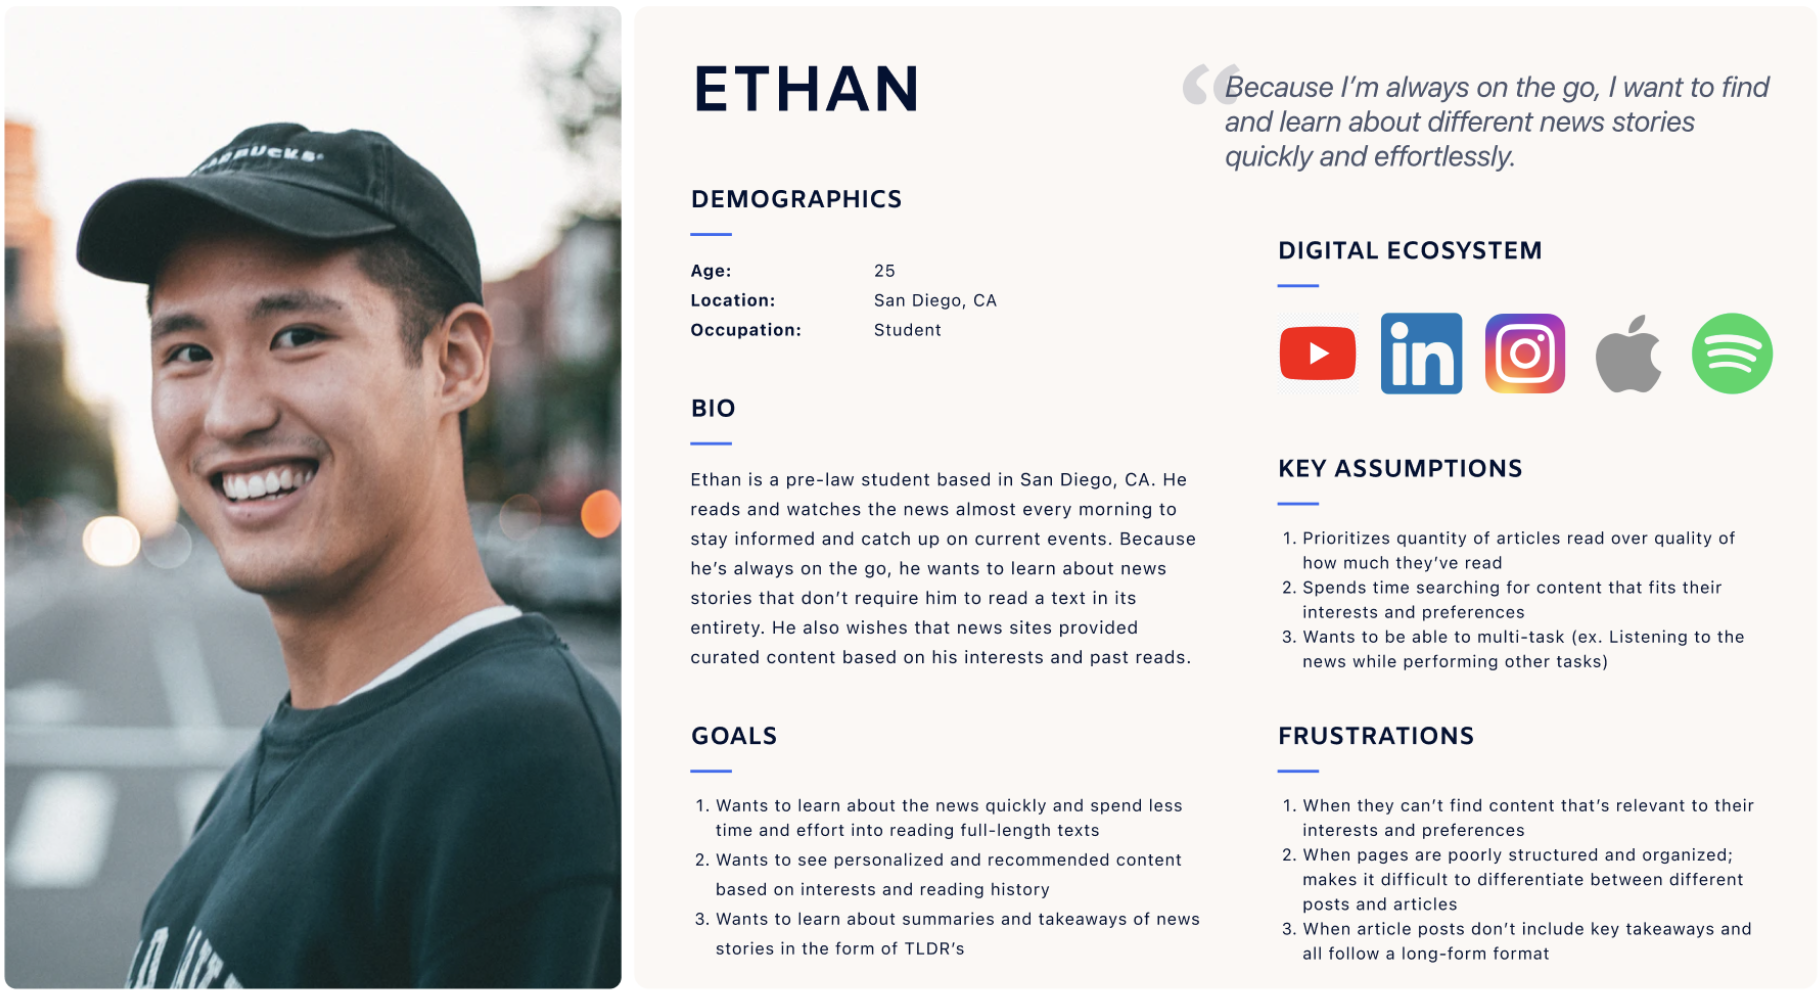 ETHAN
Because I'm always on the go, I want to find
and learn about different news stories
quickly and effortlessly.
DEMOGRAPHICS
Age: 25
Location: San Diego, CA
Occupation: Student
BIO
Ethan is a pre-law student based in San Diego, CA. He
reads and watches the news almost every morning to
stay informed and catch up on current events. Because
he's always on the go, he wants to learn about news
stories that don't require him to read a text in its
entirety. He also wishes that news sites provided
curated content based on his interests and past reads.
GOALS
1. Wants to learn about the news quickly and spend less
time and effort into reading full-length texts
2. Wants to see personalized and recommended content
based on interests and reading history
3. Wants to learn about summaries and takeaways of news
stories in the form of TLDR's
DIGITAL ECOSYSTEM
in
KEY ASSUMPTIONS
1. Prioritizes quantity of articles read over quality of
how much they've read
2. Spends time searching for content that fits their
interests and preferences
3. Wants to be able to multi-task (ex. Listening to the
news while performing other tasks)
FRUSTRATIONS
1. When they can't find content that's relevant to their
interests and preferences
2. When pages are poorly structured and organized;
makes it difficult to differentiate between different
posts and articles
3. When article posts don't include key takeaways and
all follow a long-form format